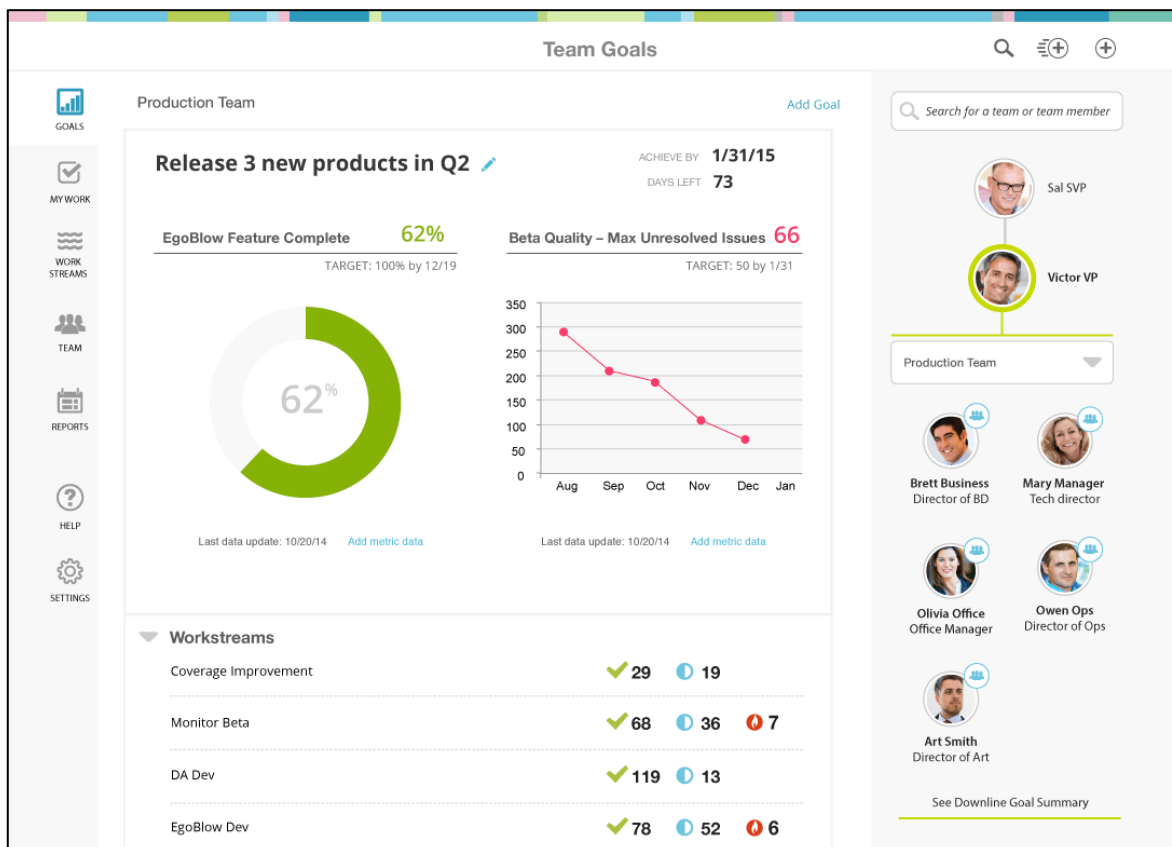 Team Goals
GOALS
MY WORK
WORK
STREAMS
TEAM
REPORTS
HELP
SETTINGS
Production Team
Add Goal
Release 3 new products in Q2
ACHIEVE BY 1/31/15
DAYS LEFT 73
EgoBlow Feature Complete 62%
TARGET: 100% by 12/19
62%
Last data update: 10/20/14 Add metric data
Beta Quality – Max Unresolved Issues 66
TARGET: 50 by 1/31
350
300
250
200
150
100
50
0
Aug Sep Oct Nov Dec Jan
Last data update: 10/20/14 Add metric data
Workstreams
Coverage Improvement 29 19
Monitor Beta 68 36 7
DA Dev 119 13
EgoBlow Dev 78 52 6
Search for a team or team member
Sal SVP
Victor VP
Production Team
Brett Business
Director of BD
Mary Manager
Tech director
Olivia Office
Office Manager
Owen Ops
Director of Ops
Art Smith
Director of Art
See Downline Goal Summary